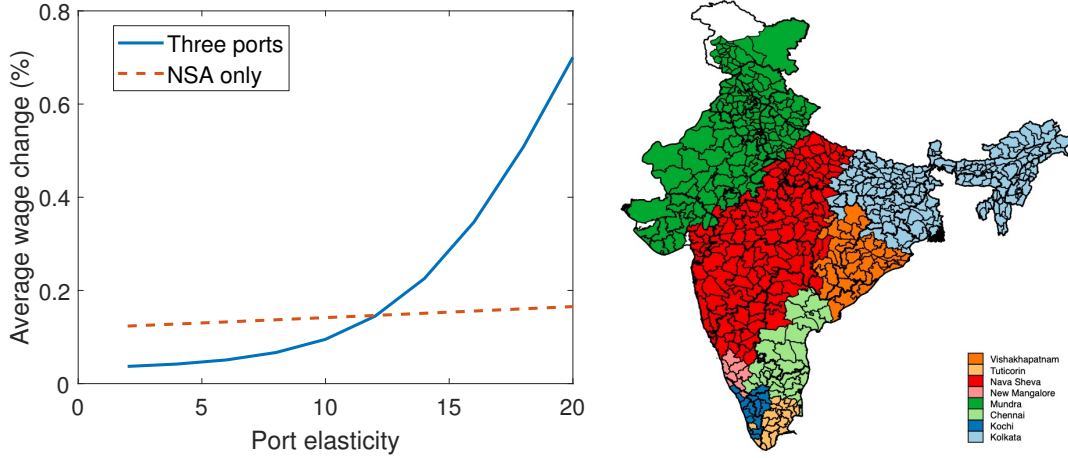 Average wage change (%)
0.8
0.6
0.4
0.2
0
Three ports
NSA only
0
5
10
15
20
Port elasticity
Vishakhapatnam
Tuticorin
Nava Sheva
New Mangalore
Mundra
Chennai
Kochi
Kolkata